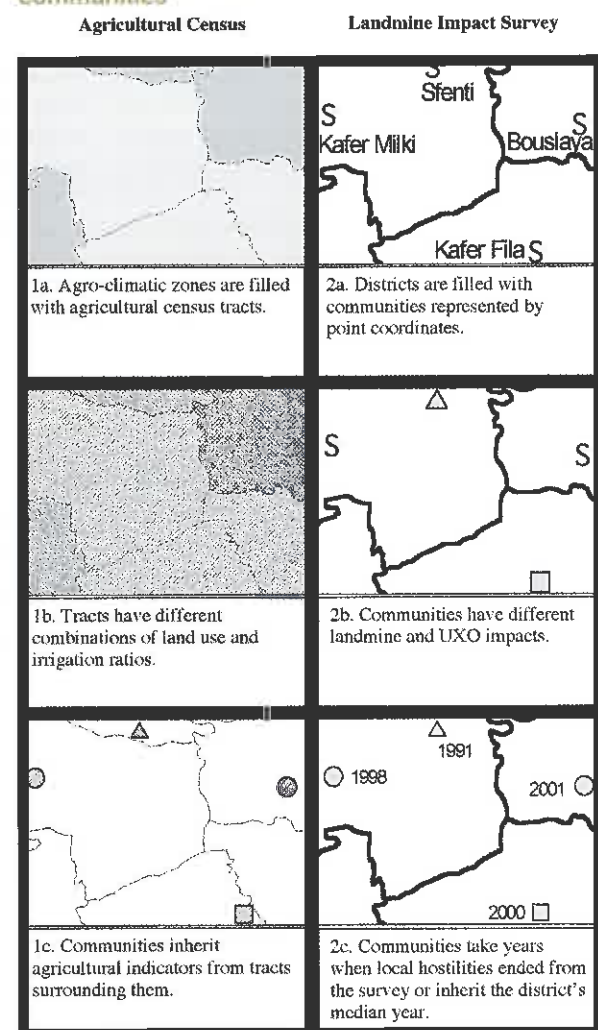 Agricultural Census
Landmine Impact Survey
S
Sfenti
S
Kafer Milki
S
Bouslaya
Kafer Fila S
1a. Agro-climatic zones are filled
with agricultural census tracts.
2a. Districts are filled with
communities represented by
point coordinates.
S
S
1b. Tracts have different
combinations of land use and
irrigation ratios.
2b. Communities have different
landmine and UXO impacts.
1991
1998
2001
2000
1c. Communities inherit
agricultural indicators from tracts
surrounding them.
2c. Communities take years
when local hostilities ended from
the survey or inherit the district's
median year.